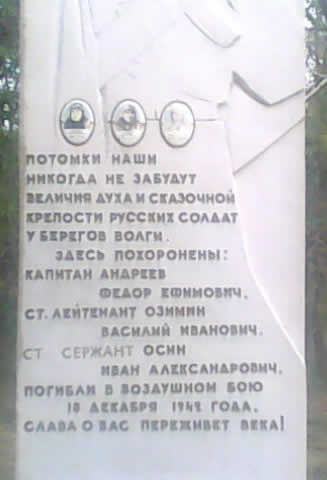 ПОТОМКИ НАШИ
НИКОГДА НЕ ЗАБУДУТ
ВЕЛИЧИЯ ДУХА И СКАЗОЧНОЙ
КРЕПОСТИ РУССКИХ СОЛДАТ
У БЕРЕГОВ ВОЛГИ.
ЗДЕСЬ ПОХОРОНЕНЫ:
КАПИТАН АНДРЕЕВ
ФЕДОР ЕФИМОВИЧ,
СТ. ЛЕЙТЕНАНТ ОЗИМИН
ВАСИЛИЙ ИВАНОВИЧ,
СТ СЕРЖАНТ ОСИН
ИВАН АЛЕКСАНДРОВИЧ,
ПОГИБЛИ В ВОЗДУШНОМ БОЮ
18 ДЕКАБРЯ 1942 ГОДА.
СЛАВА О ВАС ПЕРЕЖИВЕТ ВЕКА!